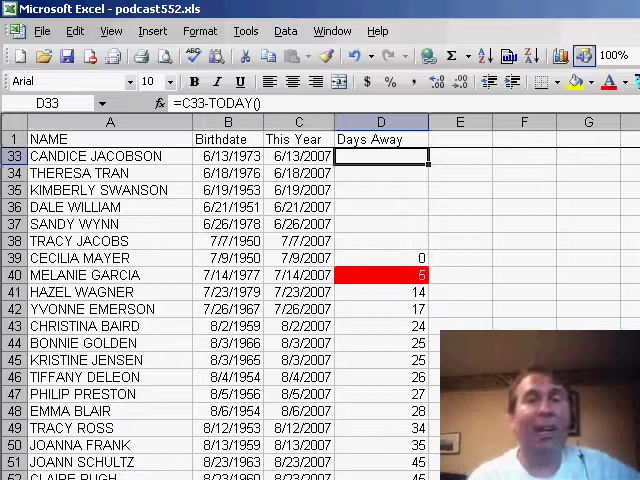 Microsoft Excel - podcast552.xls
File Edit View Insert Format Tools Data Window Help
100%
Arial 10 B I U $ % ,
D33 fx =C33-TODAY()
A B C D E F G
1 NAME Birthdate This Year Days Away
33 CANDICE JACOBSON 6/13/1973 6/13/2007
34 THERESA TRAN 6/18/1976 6/18/2007
35 KIMBERLY SWANSON 6/19/1953 6/19/2007
36 DALE WILLIAM 6/21/1951 6/21/2007
37 SANDY WYNN 6/26/1978 6/26/2007
38 TRACY JACOBS 7/7/1950 7/7/2007
39 CECILIA MAYER 7/9/1950 7/9/2007 0
40 MELANIE GARCIA 7/14/1977 7/14/2007 5
41 HAZEL WAGNER 7/23/1979 7/23/2007 14
42 YVONNE EMERSON 7/26/1967 7/26/2007 17
43 CHRISTINA BAIRD 8/2/1959 8/2/2007 24
44 BONNIE GOLDEN 8/3/1966 8/3/2007 25
45 KRISTINE JENSEN 8/3/1965 8/3/2007 25
46 TIFFANY DELEON 8/4/1954 8/4/2007 26
47 PHILIP PRESTON 8/5/1956 8/5/2007 27
48 EMMA BLAIR 8/6/1954 8/6/2007 28
49 TRACY ROSS 8/12/1953 8/12/2007 34
50 JOANNA FRANK 8/13/1959 8/13/2007 35
51 JOANN SCHULTZ 8/23/1963 8/23/2007 45
52 CLAIRE PUGH 8/23/1960 8/23/2007 45